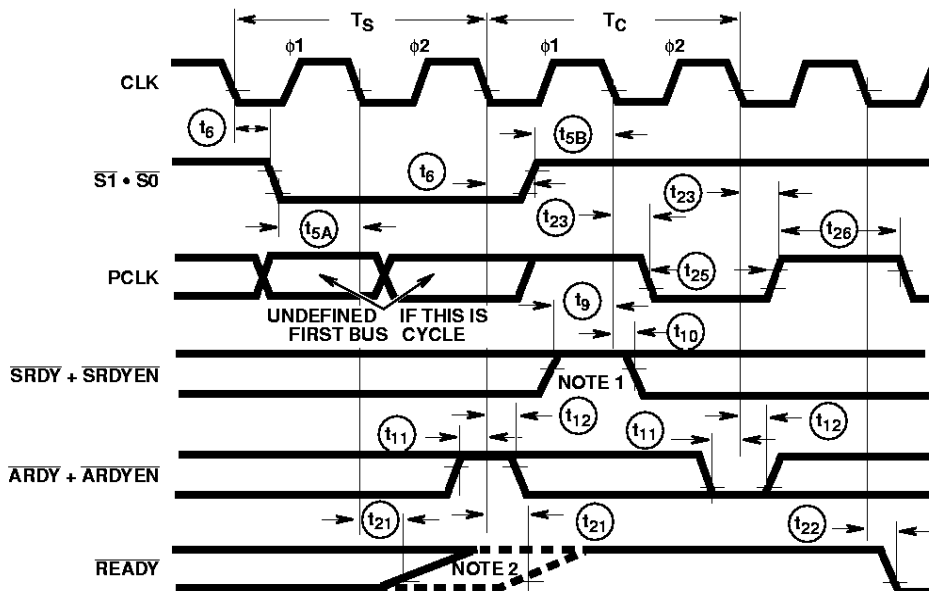 TS TC
ϕ1 ϕ2 ϕ1 ϕ2
CLK
t6 t5B
S1 • S0
t6 t23 t23
t5A t26
PCLK
t25
UNDEFINED IF THIS IS
FIRST BUS CYCLE
t9
t10
SRDY + SRDYEN
NOTE 1
t11 t12 t11 t12
ARDY + ARDYEN
t21 t21 t22
READY
NOTE 2